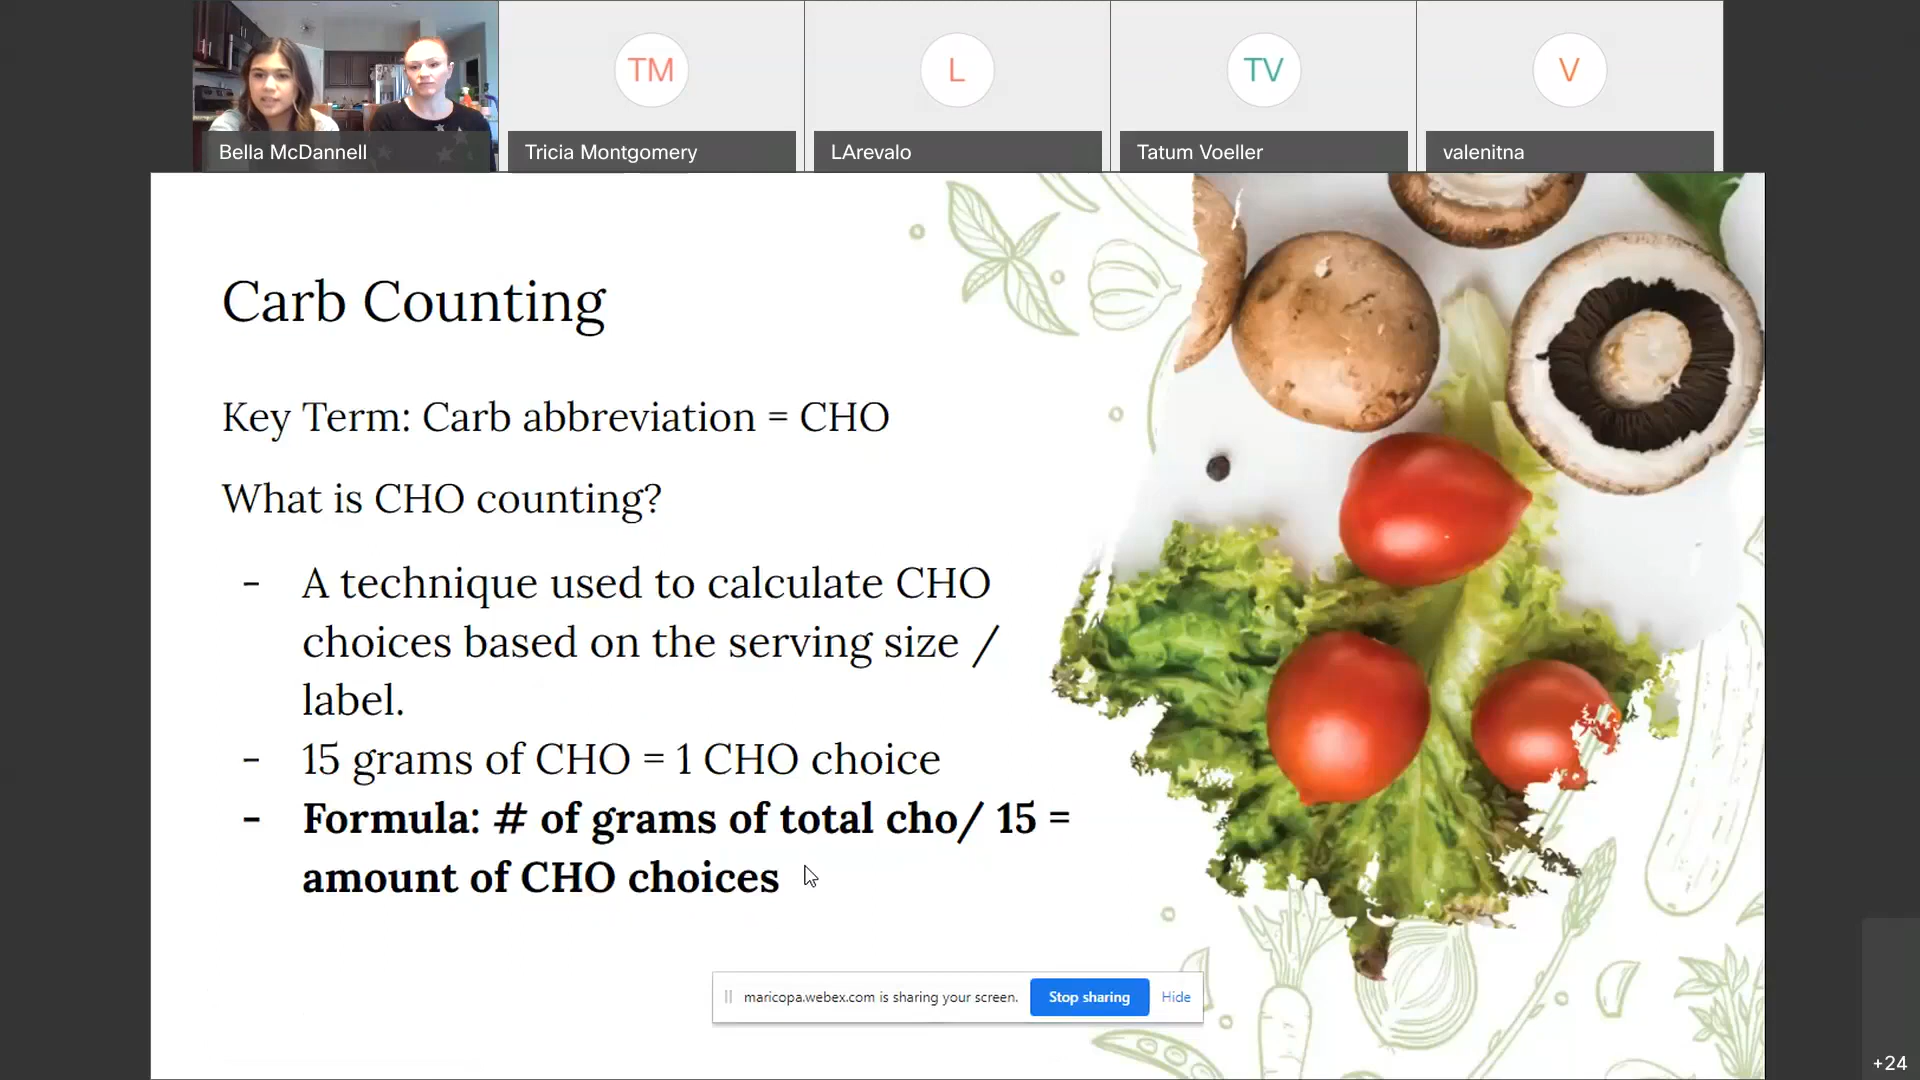 TM
L
TV
V
Bella McDannell
Tricia Montgomery
LArevalo
Tatum Voeller
valenitna
Carb Counting
Key Term: Carb abbreviation = CHO
What is CHO counting?
- A technique used to calculate CHO
choices based on the serving size /
label.
- 15 grams of CHO = 1 CHO choice
- Formula: # of grams of total cho/ 15 =
amount of CHO choices
maricopa.webex.com is sharing your screen.
Stop sharing
Hide
+24